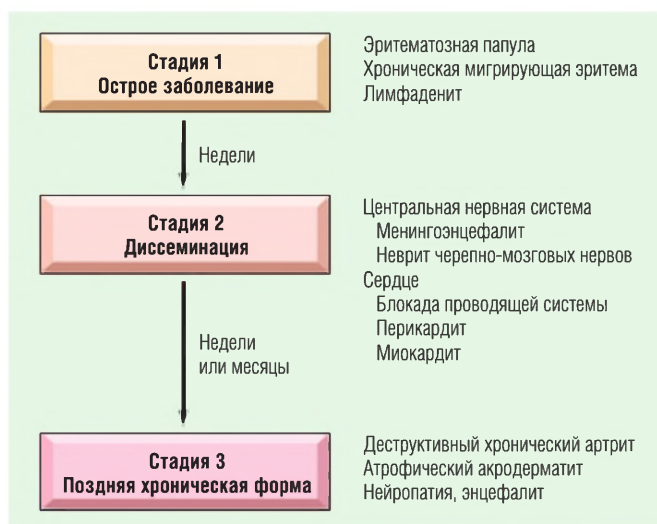 Стадия 1
Острое заболевание
Эритематозная папула
Хроническая мигрирующая эритема
Лимфаденит
Недели
Стадия 2
Диссеминация
Центральная нервная система
Менингоэнцефалит
Неврит черепно-мозговых нервов
Сердце
Блокада проводящей системы
Перикардит
Миокардит
Недели
или месяцы
Стадия 3
Поздняя хроническая форма
Деструктивный хронический артрит
Атрофический акродерматит
Нейропатия, энцефалит